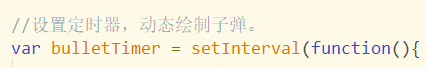 //设置定时器，动态绘制子弹。
var bulletTimer = setInterval(function(){